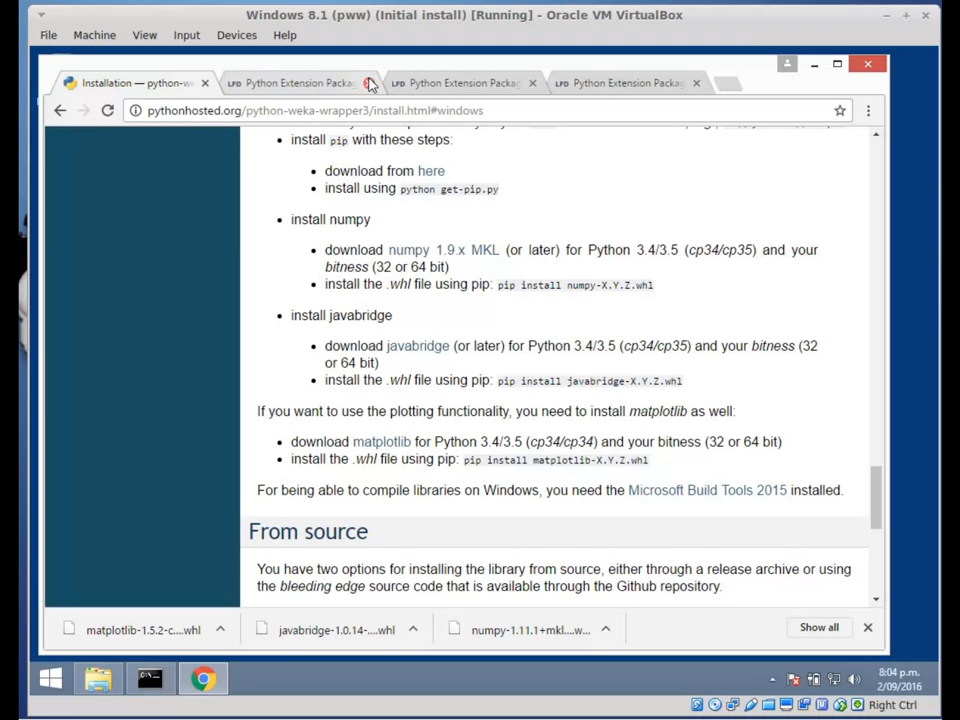 Windows 8.1 (pww) (Initial install) [Running] - Oracle VM VirtualBox
File Machine View Input Devices Help
Installation — python-w
LFD Python Extension Packa
LFD Python Extension Packag
LFD Python Extension Packag
pythonhosted.org/python-weka-wrapper3/install.html#windows
install pip with these steps:
download from here
install using python get-pip.py
install numpy
download numpy 1.9.x MKL (or later) for Python 3.4/3.5 (cp34/cp35) and your
bitness (32 or 64 bit)
install the .whl file using pip: pip install numpy-X.Y.Z.whl
install javabridge
download javabridge (or later) for Python 3.4/3.5 (cp34/cp35) and your bitness (32
or 64 bit)
install the .whl file using pip: pip install javabridge-X.Y.Z.whl
If you want to use the plotting functionality, you need to install matplotlib as well:
download matplotlib for Python 3.4/3.5 (cp34/cp34) and your bitness (32 or 64 bit)
install the .whl file using pip: pip install matplotlib-X.Y.Z.whl
For being able to compile libraries on Windows, you need the Microsoft Build Tools 2015 installed.
From source
You have two options for installing the library from source, either through a release archive or using
the bleeding edge source code that is available through the Github repository.
matplotlib-1.5.2-c....whl
javabridge-1.0.14-....whl
numpy-1.11.1+mkl....w...
Show all
8:04 p.m.
2/09/2016
Right Ctrl